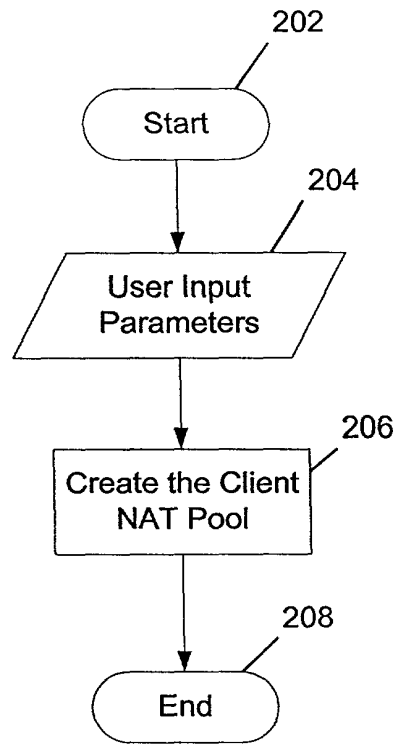 202
Start
204
User Input
Parameters
206
Create the Client
NAT Pool
208
End